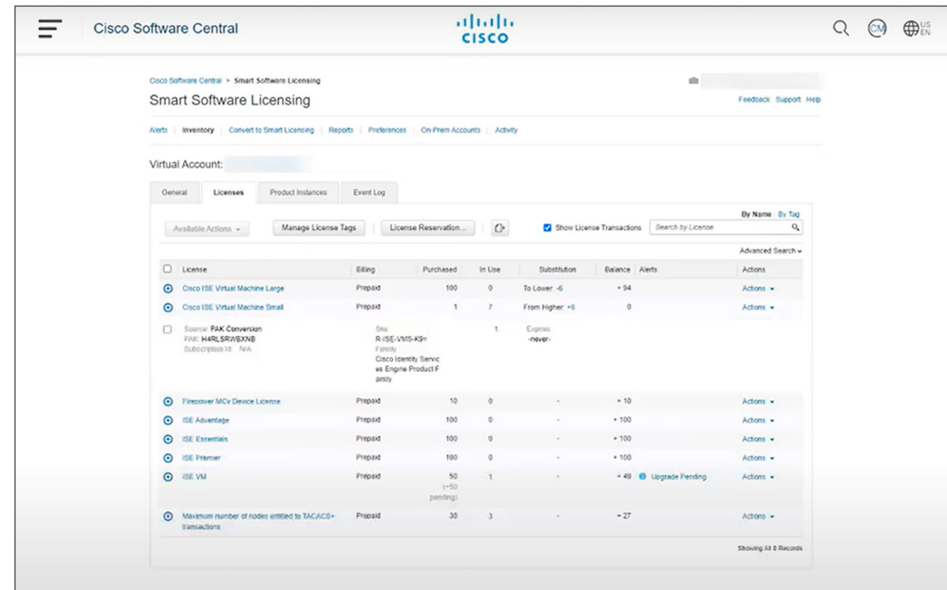 Cisco Software Central
CISCO
CM
US
EN
Cisco Software Central > Smart Software Licensing
Smart Software Licensing
Feedback Support Help
Alerts | Inventory | Convert to Smart Licensing | Reports | Preferences | On-Prem Accounts | Activity
Virtual Account:
General Licenses Product Instances Event Log
By Name | By Tag
Available Actions Manage License Tags License Reservation... Show License Transactions Search by License
Advanced Search
License Billing Purchased In Use Substitution Balance Alerts Actions
Cisco ISE Virtual Machine Large Prepaid 100 0 To Lower: -6 + 94 Actions
Cisco ISE Virtual Machine Small Prepaid 1 7 From Higher: +6 0 Actions
Source: PAK Conversion Sku 1 Expires
PAK: H4RLSRWBXNB R-ISE-VMS-K9= -never-
Subscription Id: N/A Family
Cisco Identity Servic
es Engine Product F
amily
Firepower MCv Device License Prepaid 10 0 - + 10 Actions
ISE Advantage Prepaid 100 0 - + 100 Actions
ISE Essentials Prepaid 100 0 - + 100 Actions
ISE Premier Prepaid 100 0 - + 100 Actions
ISE VM Prepaid 50 1 - + 49 Upgrade Pending Actions
(+50
pending)
Maximum number of nodes entitled to TACACS+ Prepaid 30 3 - + 27 Actions
transactions
Showing All 8 Records